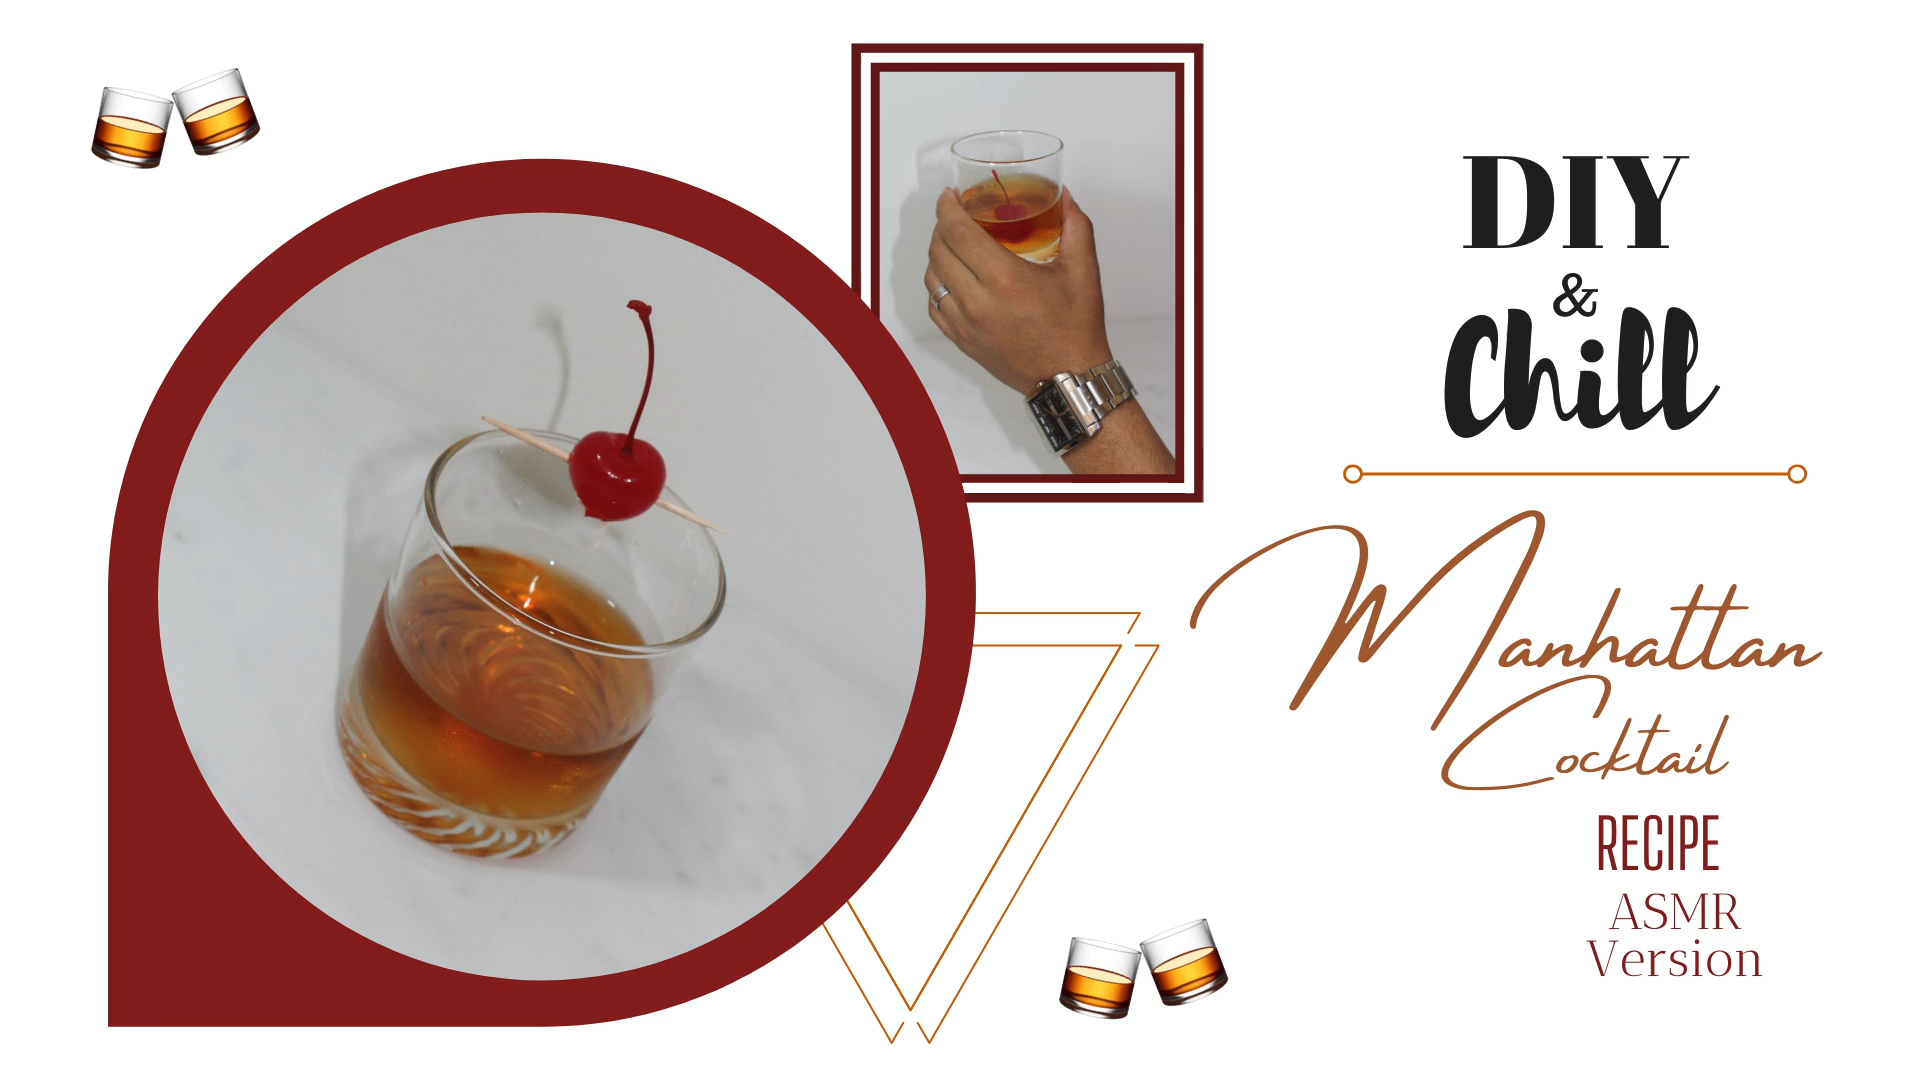 DIY
&
Chill
Manhattan
Cocktail
RECIPE
ASMR
Version